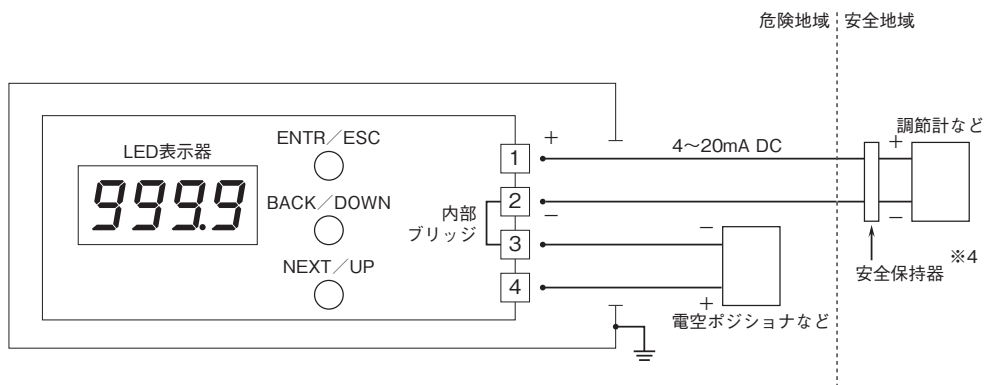 危険地域 安全地域
LED表示器
999.9
ENTR／ESC
BACK／DOWN
NEXT／UP
内部
ブリッジ
1
2
3
4
+
−
4〜20mA DC
−
+
電空ポジショナなど
調節計など
+
−
安全保持器
※4